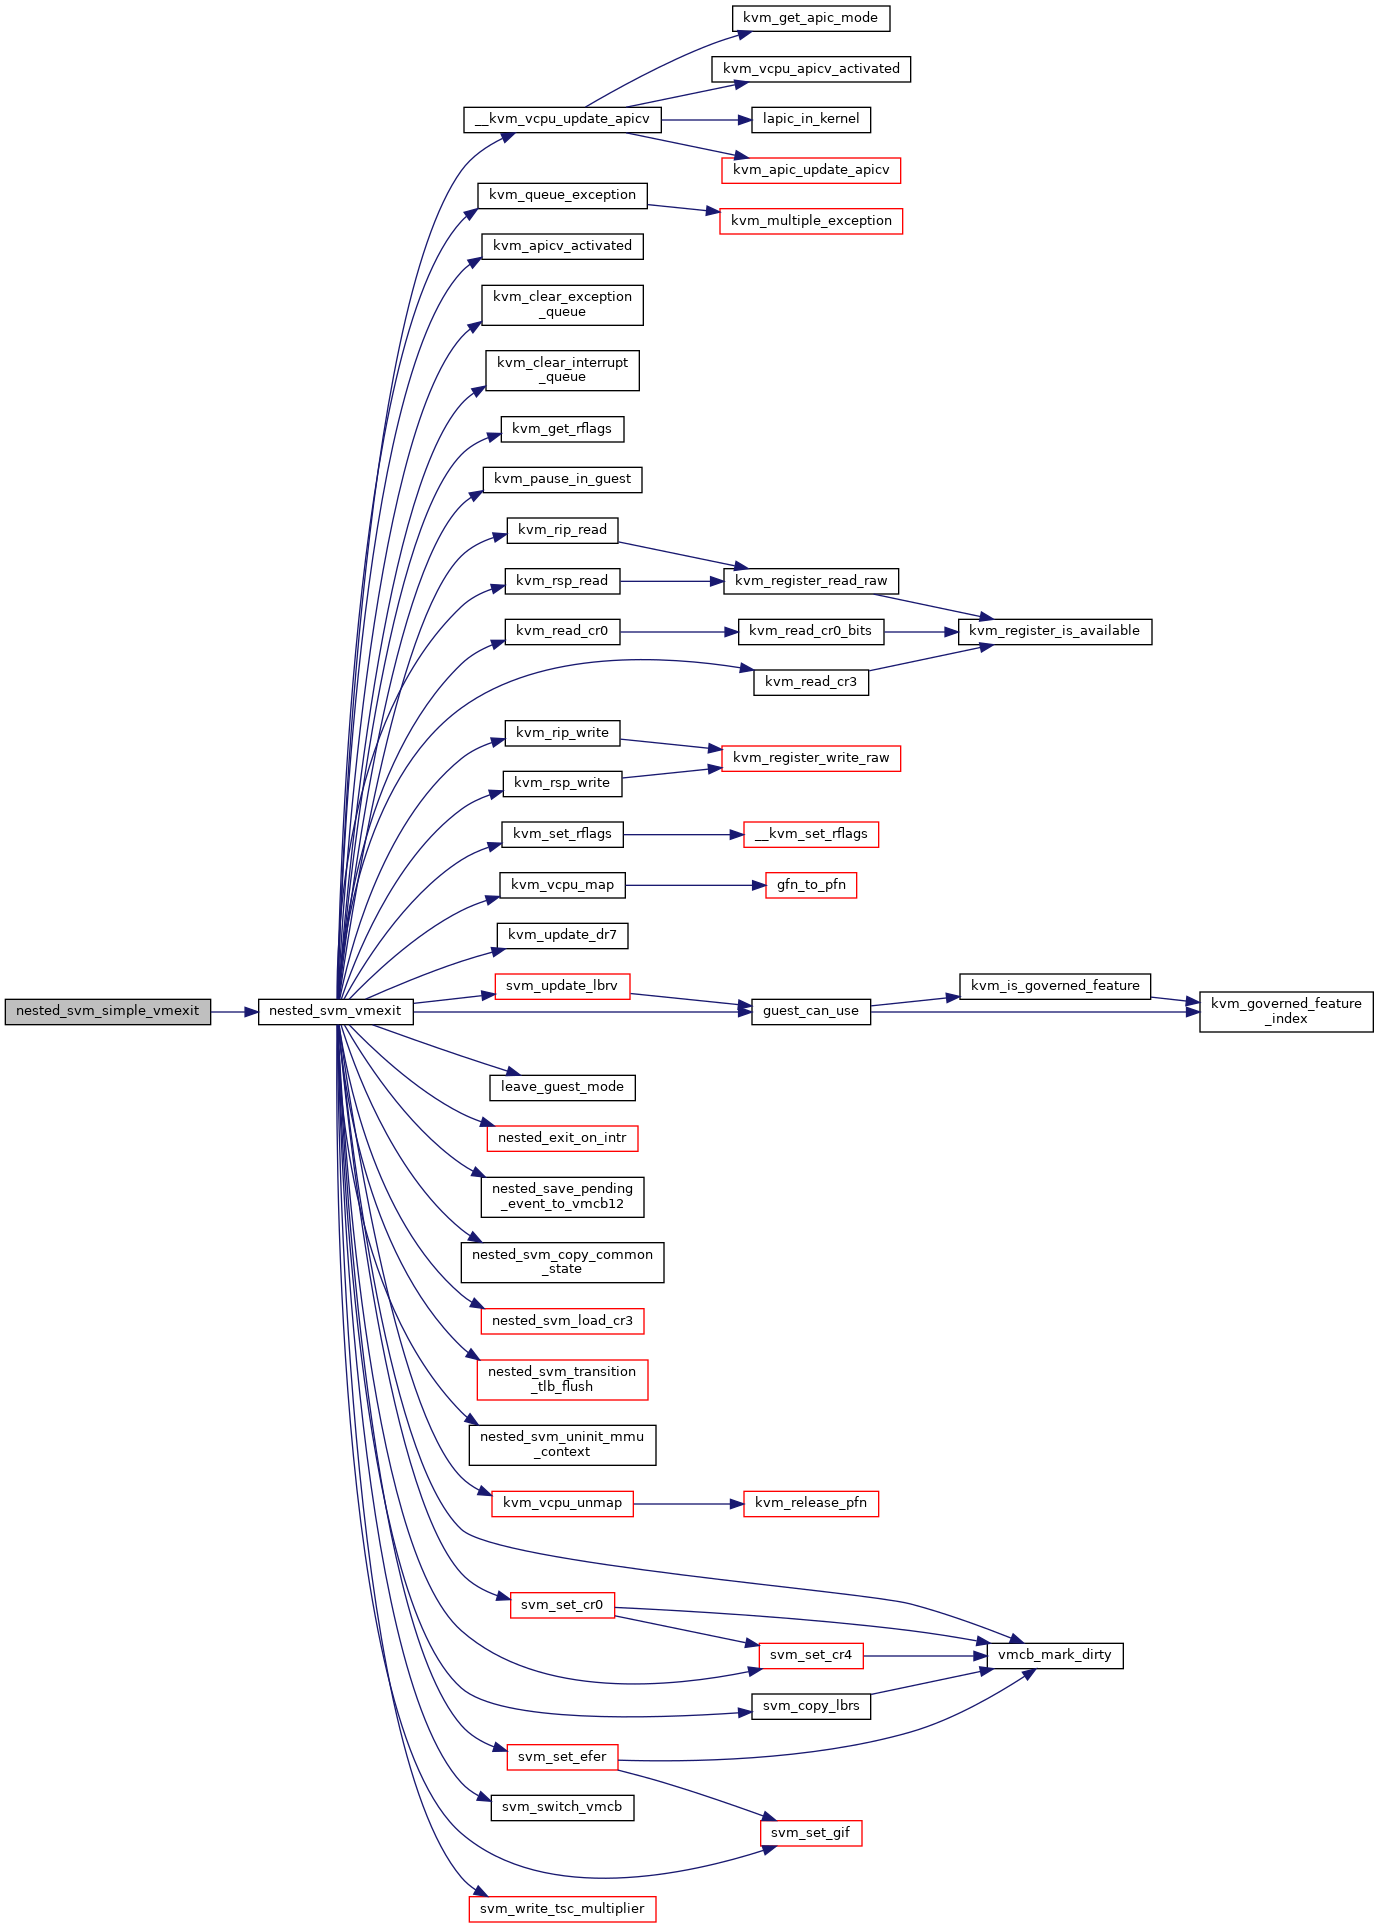 kvm_get_apic_mode
kvm_vcpu_apicv_activated
__kvm_vcpu_update_apicv
lapic_in_kernel
kvm_apic_update_apicv
kvm_queue_exception
kvm_multiple_exception
kvm_apicv_activated
kvm_clear_exception
_queue
kvm_clear_interrupt
_queue
kvm_get_rflags
kvm_pause_in_guest
kvm_rip_read
kvm_rsp_read
kvm_register_read_raw
kvm_read_cr0
kvm_read_cr0_bits
kvm_register_is_available
kvm_read_cr3
kvm_rip_write
kvm_register_write_raw
kvm_rsp_write
kvm_set_rflags
__kvm_set_rflags
kvm_vcpu_map
gfn_to_pfn
kvm_update_dr7
svm_update_lbrv
kvm_is_governed_feature
nested_svm_simple_vmexit
nested_svm_vmexit
guest_can_use
kvm_governed_feature
_index
leave_guest_mode
nested_exit_on_intr
nested_save_pending
_event_to_vmcb12
nested_svm_copy_common
_state
nested_svm_load_cr3
nested_svm_transition
_tlb_flush
nested_svm_uninit_mmu
_context
kvm_vcpu_unmap
kvm_release_pfn
svm_set_cr0
svm_set_cr4
vmcb_mark_dirty
svm_copy_lbrs
svm_set_efer
svm_switch_vmcb
svm_set_gif
svm_write_tsc_multiplier